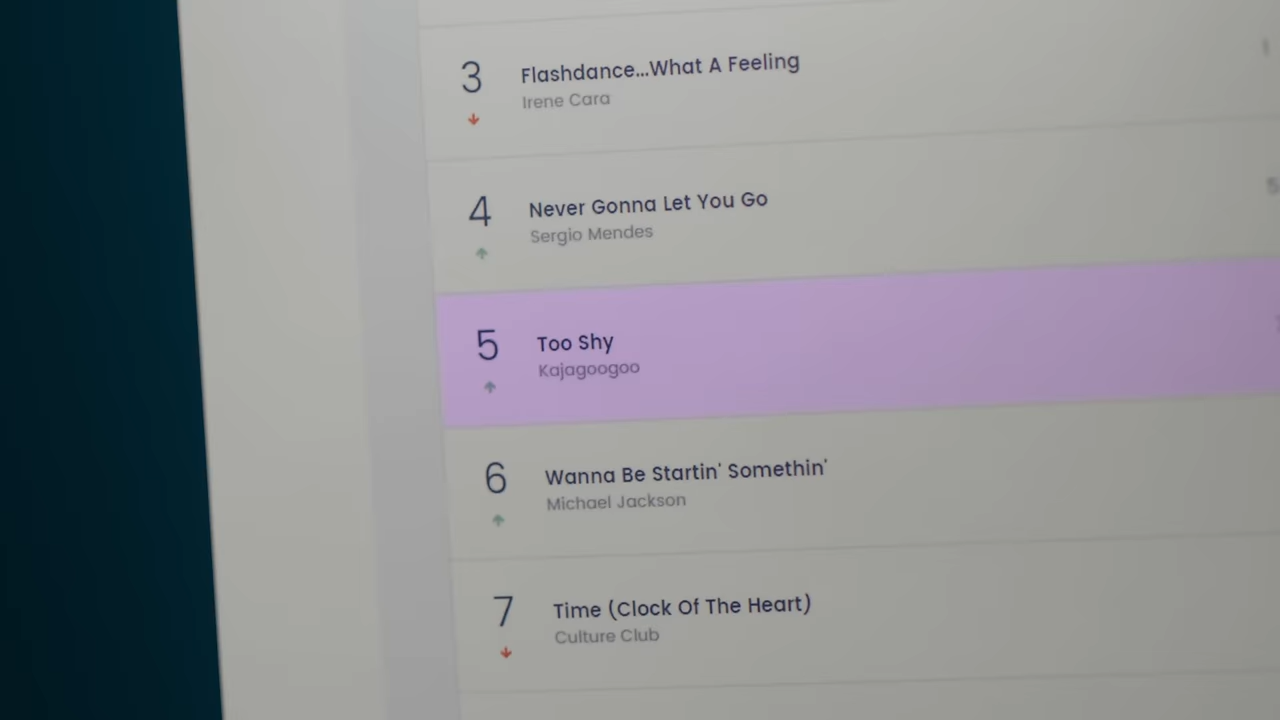 3
Flashdance...What A Feeling
Irene Cara
4
Never Gonna Let You Go
Sergio Mendes
5
Too Shy
Kajagoogoo
6
Wanna Be Startin' Somethin'
Michael Jackson
7
Time (Clock Of The Heart)
Culture Club